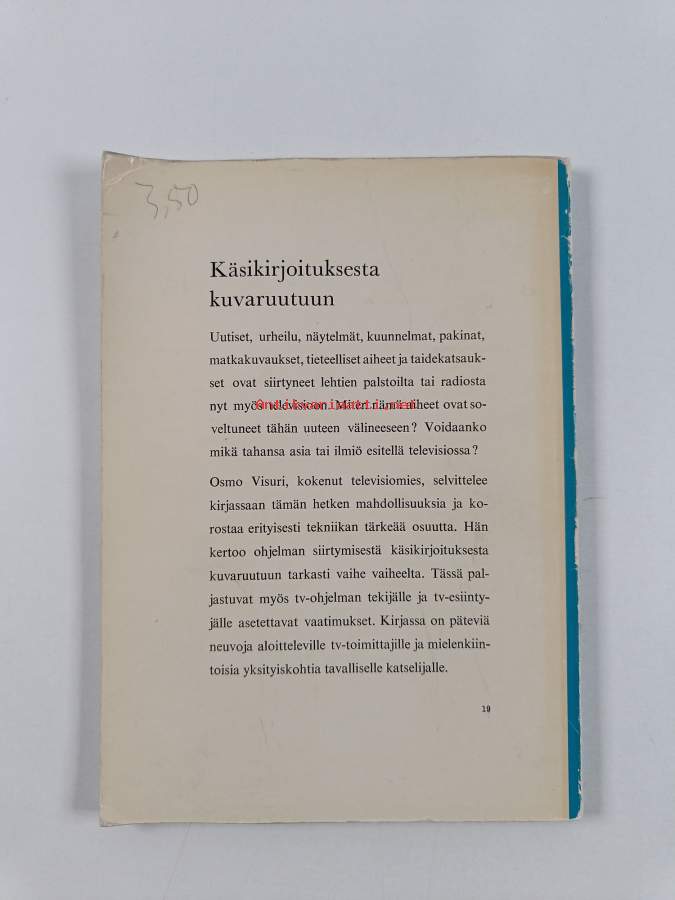 3,50
Käsikirjoituksesta
kuvaruutuun
Uutiset, urheilu, näytelmät, kuunnelmat, pakinat,
matkakuvaukset, tieteelliset aiheet ja taidekatsauk-
set ovat siirtyneet lehtien palstoilta tai radiosta
nyt myös televisioon. Miten nämä aiheet ovat so-
Antikvariaatti.net
veltuneet tähän uuteen välineeseen? Voidaanko
mikä tahansa asia tai ilmiö esitellä televisiossa?
Osmo Visuri, kokenut televisiomies, selvittelee
kirjassaan tämän hetken mahdollisuuksia ja ko-
rostaa erityisesti tekniikan tärkeää osuutta. Hän
kertoo ohjelman siirtymisestä käsikirjoituksesta
kuvaruutuun tarkasti vaihe vaiheelta. Tässä pal-
jastuvat myös tv-ohjelman tekijälle ja tv-esiinty-
jälle asetettavat vaatimukset. Kirjassa on päteviä
neuvoja aloitteleville tv-toimittajille ja mielenkiin-
toisia yksityiskohtia tavalliselle katselijalle.
19